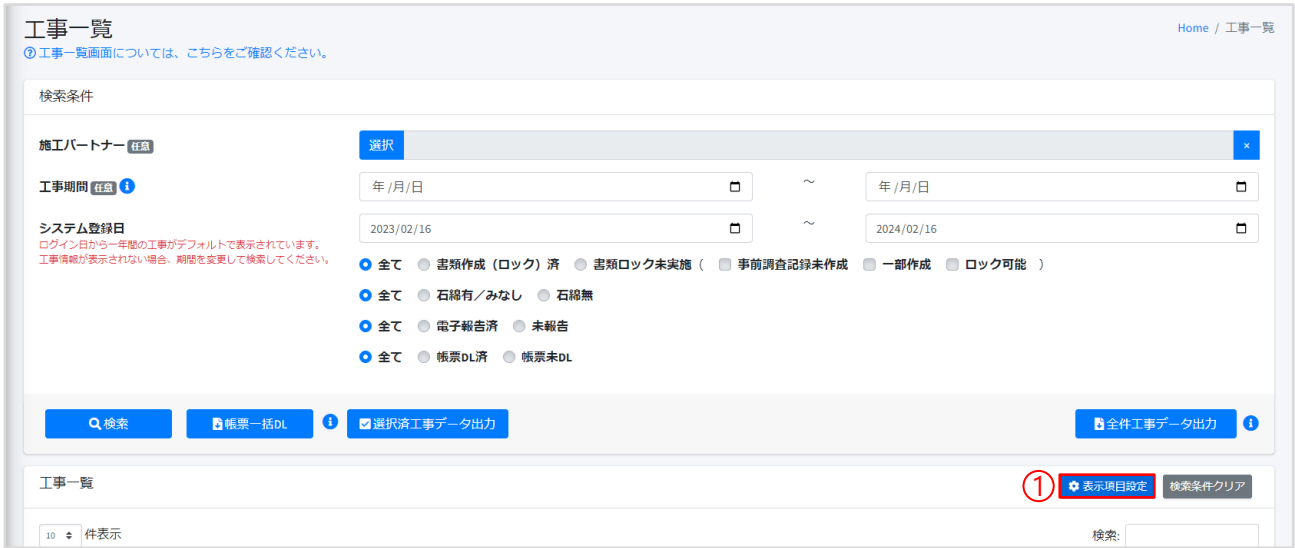 工事一覧
Home / 工事一覧
工事一覧画面については、こちらをご確認ください。
検索条件
施工パートナー 任意
選択
×
工事期間 任意
年 /月/日
～
年 /月/日
システム登録日
2023/02/16
～
2024/02/16
ログイン日から一年間の工事がデフォルトで表示されています。
工事情報が表示されない場合、期間を変更して検索してください。
全て 書類作成（ロック）済 書類ロック未実施（ 事前調査記録未作成 一部作成 ロック可能 ）
全て 石綿有／みなし 石綿無
全て 電子報告済 未報告
全て 帳票DL済 帳票未DL
検索 帳票一括DL 選択済工事データ出力 全件工事データ出力
工事一覧
① 表示項目設定 検索条件クリア
10 件表示
検索: